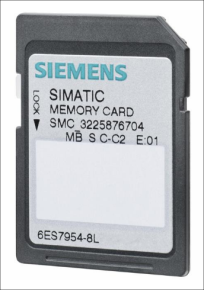 SIEMENS
LOCK
SIMATIC
MEMORY CARD
SMC 3225876704
MB S C-C2 E:01
6ES7954-8L